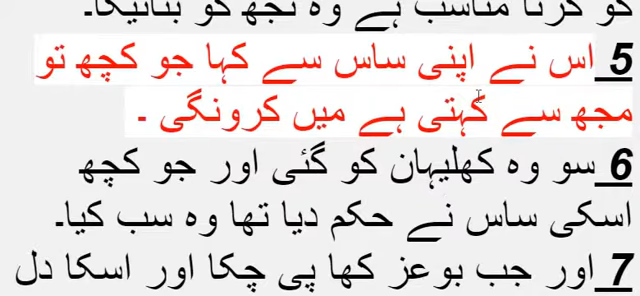 کو کرنا مناسب ہے وہ تجھ کو بتائیگا۔
5 اس نے اپنی ساس سے کہا جو کچھ تو
مجھ سے کہتی ہے میں کرونگی ۔
6 سو وہ کھلیہان کو گئی اور جو کچھ
اسکی ساس نے حکم دیا تھا وہ سب کیا۔
7 اور جب بوعز کھا پی چکا اور اسکا دل